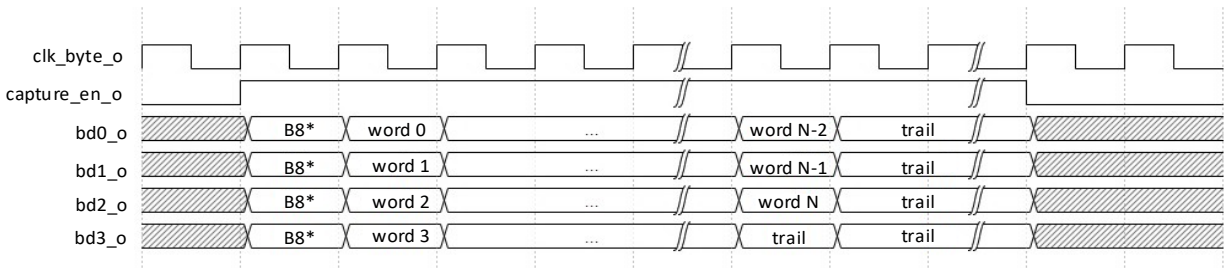 clk_byte_o
capture_en_o
bd0_o B8* word 0 ... word N-2 trail
bd1_o B8* word 1 ... word N-1 trail
bd2_o B8* word 2 ... word N trail
bd3_o B8* word 3 ... trail trail